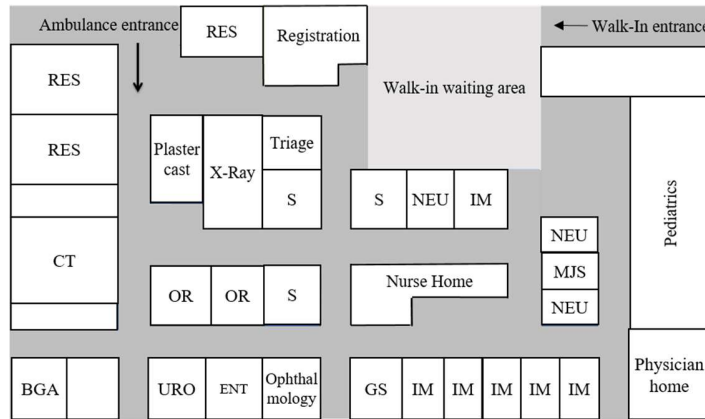 Ambulance entrance
RES
Registration
Walk-In entrance
RES
Walk-in waiting area
RES
Plaster
cast
X-Ray
Triage
S
S
NEU
IM
Pediatrics
CT
NEU
MJS
NEU
OR
OR
S
Nurse Home
BGA
URO
ENT
Ophthal
mology
GS
IM
IM
IM
IM
IM
Physician
home